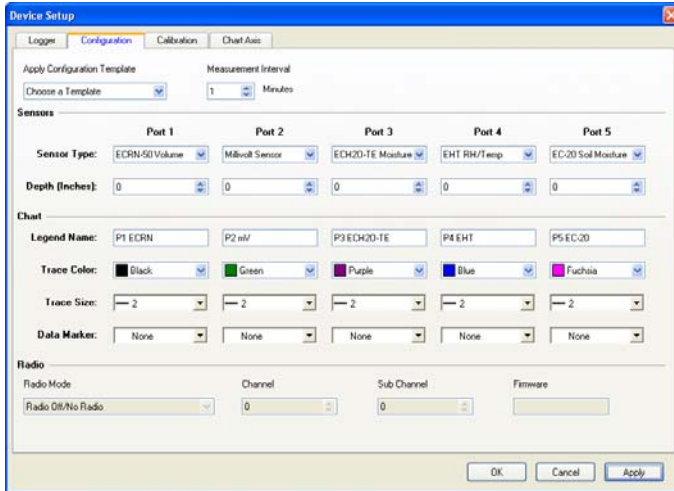 Device Setup
Logger Configuration Calibration Chart Axis
Apply Configuration Template Measurement Interval
Choose a Template 1 Minutes
Sensors
Port 1 Port 2 Port 3 Port 4 Port 5
Sensor Type: ECRN-50 Volume Millivolt Sensor ECH2O-TE Moisture EHT RH/Temp EC-20 Soil Moisture
Depth (Inches): 0 0 0 0 0
Chart
Legend Name: P1 ECRN P2 mV P3 ECH2O-TE P4 EHT P5 EC-20
Trace Color: Black Green Purple Blue Fuchsia
Trace Size: 2 2 2 2 2
Data Marker: None None None None None
Radio
Radio Mode Channel Sub Channel Firmware
Radio Off/No Radio 0 0
OK Cancel Apply